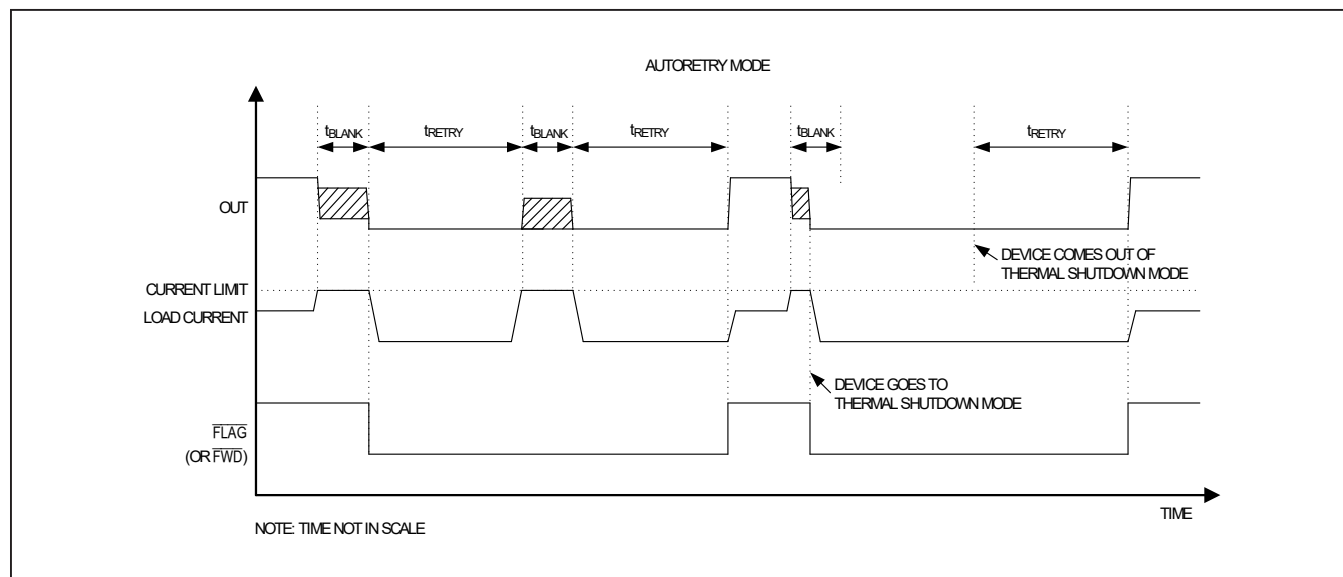 AUTORETRY MODE
tBLANK
tRETRY
tBLANK
tRETRY
tBLANK
tRETRY
OUT
DEVICE COMES OUT OF
THERMAL SHUTDOWN MODE
CURRENT LIMIT
LOAD CURRENT
DEVICE GOES TO
THERMAL SHUTDOWN MODE
FLAG
(OR FWD)
TIME
NOTE: TIME NOT IN SCALE